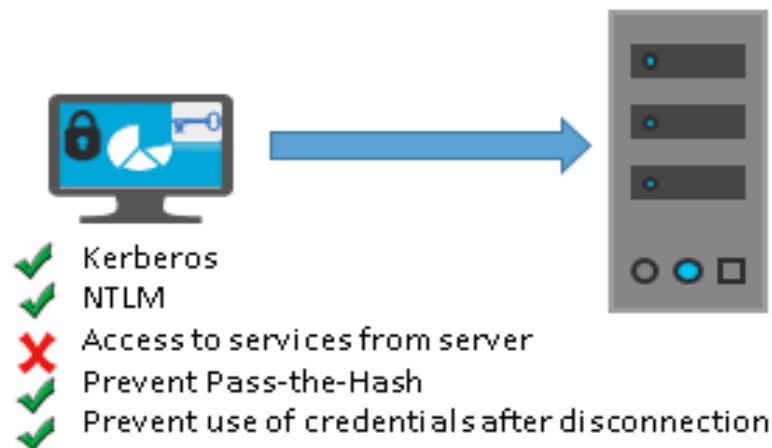 Kerberos
NTLM
Access to services from server
Prevent Pass-the-Hash
Prevent use of credentials after disconnection